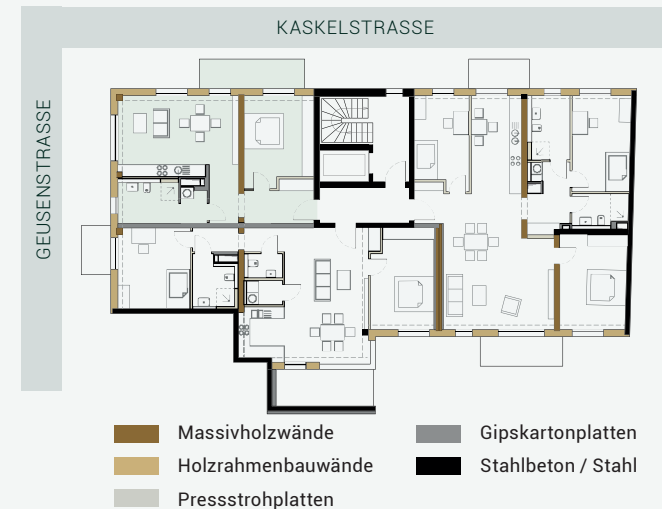 KASKELSTRASSE
GEUSENSTRASSE
Massivholzwände
Holzrahmenbauwände
Pressstrohplatten
Gipskartonplatten
Stahlbeton / Stahl